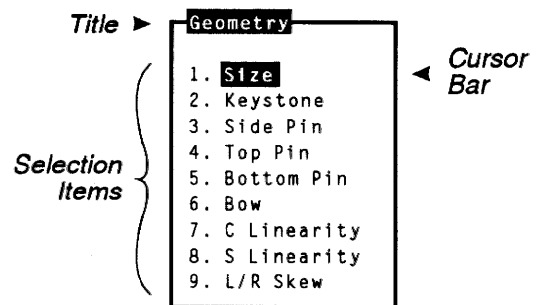 Title ► Geometry
1. Size
◄ Cursor Bar
2. Keystone
3. Side Pin
4. Top Pin
5. Bottom Pin
Selection Items
6. Bow
7. C Linearity
8. S Linearity
9. L/R Skew